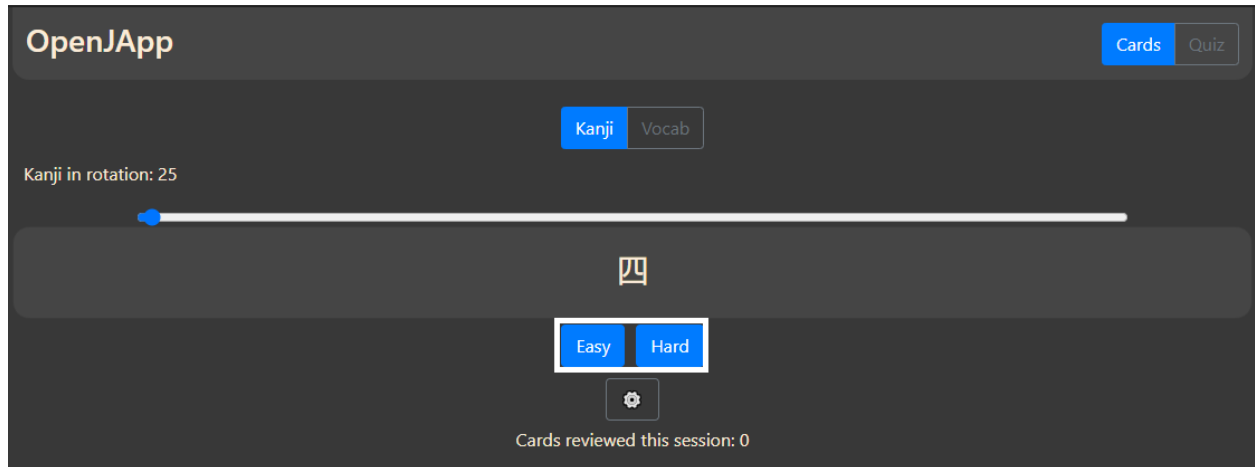 OpenJApp
Cards Quiz
Kanji Vocab
Kanji in rotation: 25
四
Easy Hard
Cards reviewed this session: 0